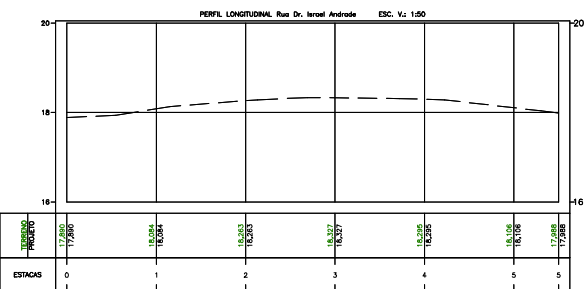 PERFIL LONGITUDINAL Rua Dr. Israel Andrade ESC. V.: 1:50
20 20
18
16 16
TERRENO 17,890 18,084 18,263 18,327 18,295 18,106 17,988
PROJETO 17,890 18,084 18,263 18,327 18,295 18,106 17,988
ESTACAS 0 1 2 3 4 5 5